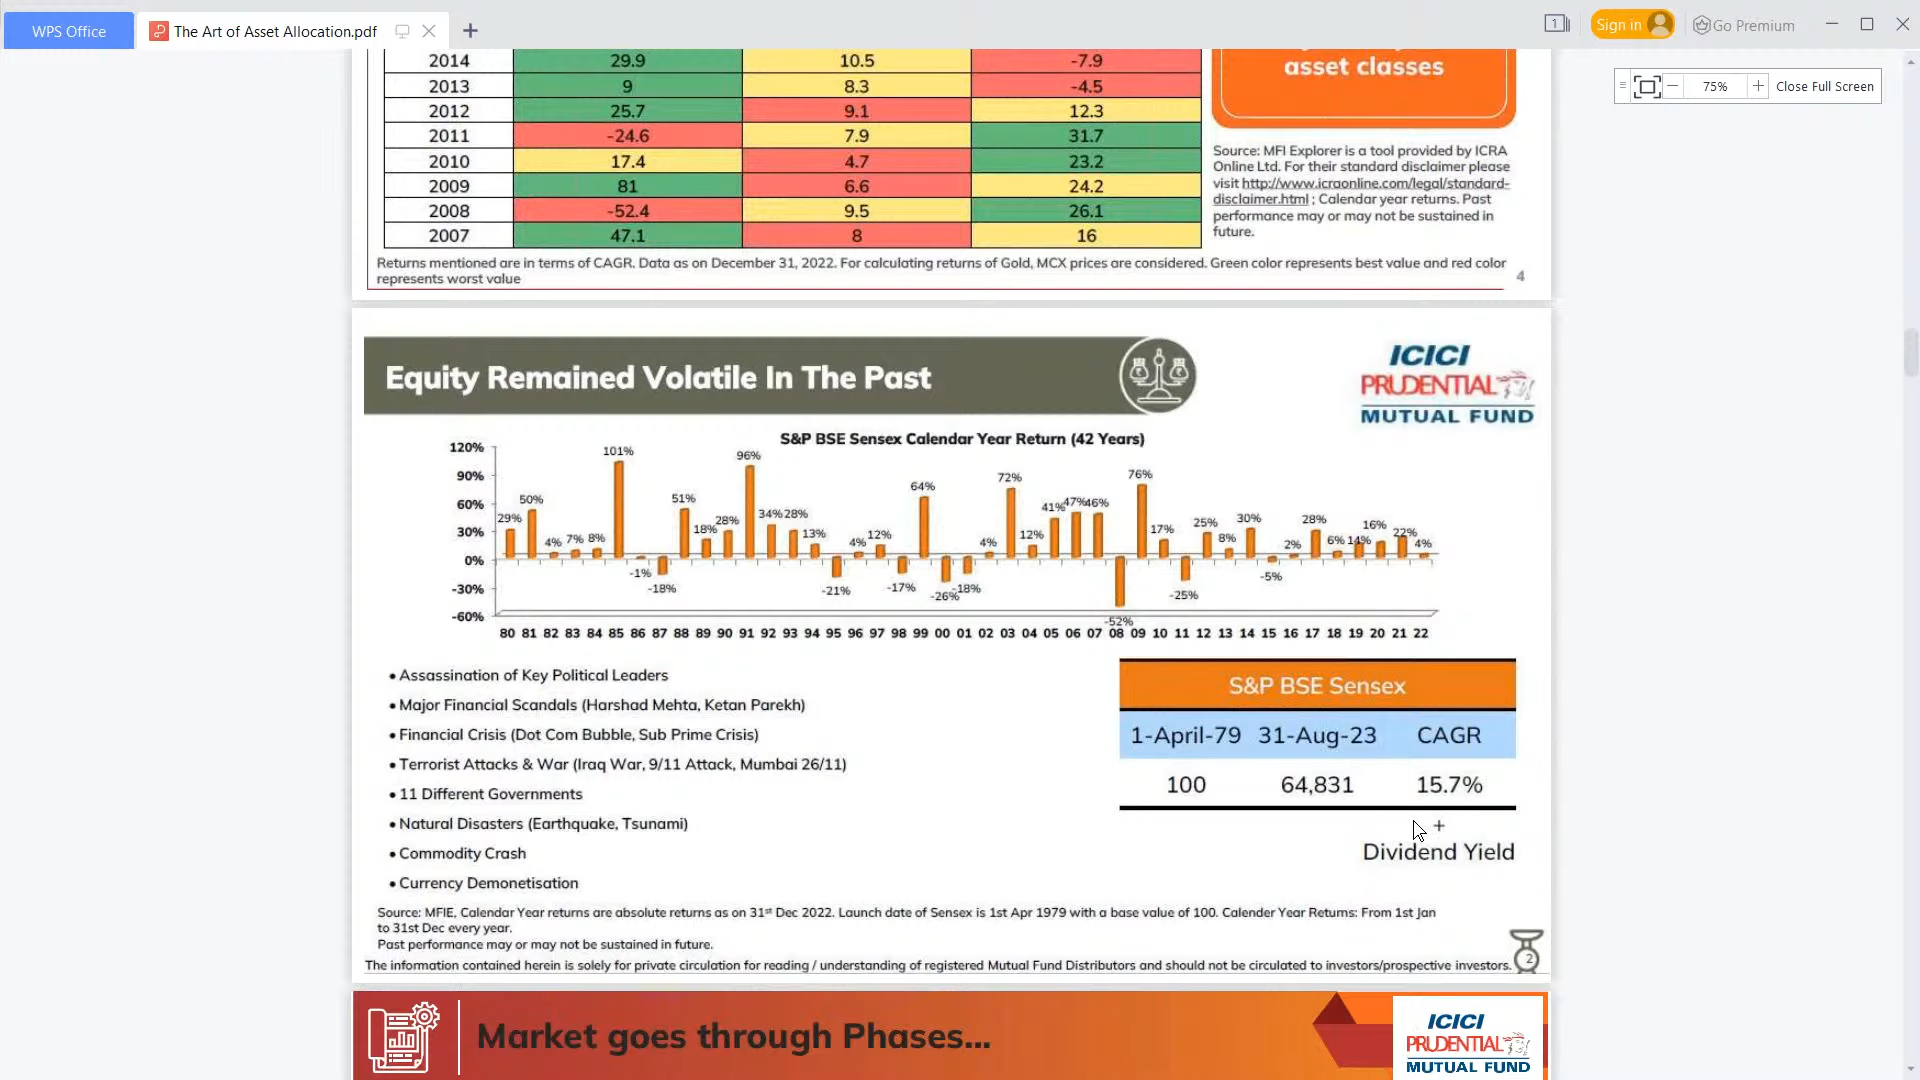 WPS Office
The Art of Asset Allocation.pdf
1
Sign in
Go Premium
75%
Close Full Screen
2014 29.9 10.5 -7.9
2013 9 8.3 -4.5
2012 25.7 9.1 12.3
2011 -24.6 7.9 31.7
2010 17.4 4.7 23.2
2009 81 6.6 24.2
2008 -52.4 9.5 26.1
2007 47.1 8 16
asset classes
Source: MFI Explorer is a tool provided by ICRA
Online Ltd. For their standard disclaimer please
visit http://www.icraonline.com/legal/standard-
disclaimer.html ; Calendar year returns. Past
performance may or may not be sustained in
future.
Returns mentioned are in terms of CAGR. Data as on December 31, 2022. For calculating returns of Gold, MCX prices are considered. Green color represents best value and red color
represents worst value
4
Equity Remained Volatile In The Past
ICICI
PRUDENTIAL
MUTUAL FUND
S&P BSE Sensex Calendar Year Return (42 Years)
120%
90%
60%
30%
0%
-30%
-60%
29% 50% 4% 7% 8% 101% -1% -18% 51% 18% 28% 96% 34% 28% 13% -21% 4% 12% -17% 64% -26% -18% 4% 72% 12% 41% 47% 46% -52% 76% 17% -25% 25% 8% 30% -5% 2% 28% 6% 14% 16% 22% 4%
80 81 82 83 84 85 86 87 88 89 90 91 92 93 94 95 96 97 98 99 00 01 02 03 04 05 06 07 08 09 10 11 12 13 14 15 16 17 18 19 20 21 22
• Assassination of Key Political Leaders
• Major Financial Scandals (Harshad Mehta, Ketan Parekh)
• Financial Crisis (Dot Com Bubble, Sub Prime Crisis)
• Terrorist Attacks & War (Iraq War, 9/11 Attack, Mumbai 26/11)
• 11 Different Governments
• Natural Disasters (Earthquake, Tsunami)
• Commodity Crash
• Currency Demonetisation
S&P BSE Sensex
1-April-79 31-Aug-23 CAGR
100 64,831 15.7%
+
Dividend Yield
Source: MFIE, Calendar Year returns are absolute returns as on 31st Dec 2022. Launch date of Sensex is 1st Apr 1979 with a base value of 100. Calender Year Returns: From 1st Jan
to 31st Dec every year.
Past performance may or may not be sustained in future.
The information contained herein is solely for private circulation for reading / understanding of registered Mutual Fund Distributors and should not be circulated to investors/prospective investors.
2
Market goes through Phases...
ICICI
PRUDENTIAL
MUTUAL FUND